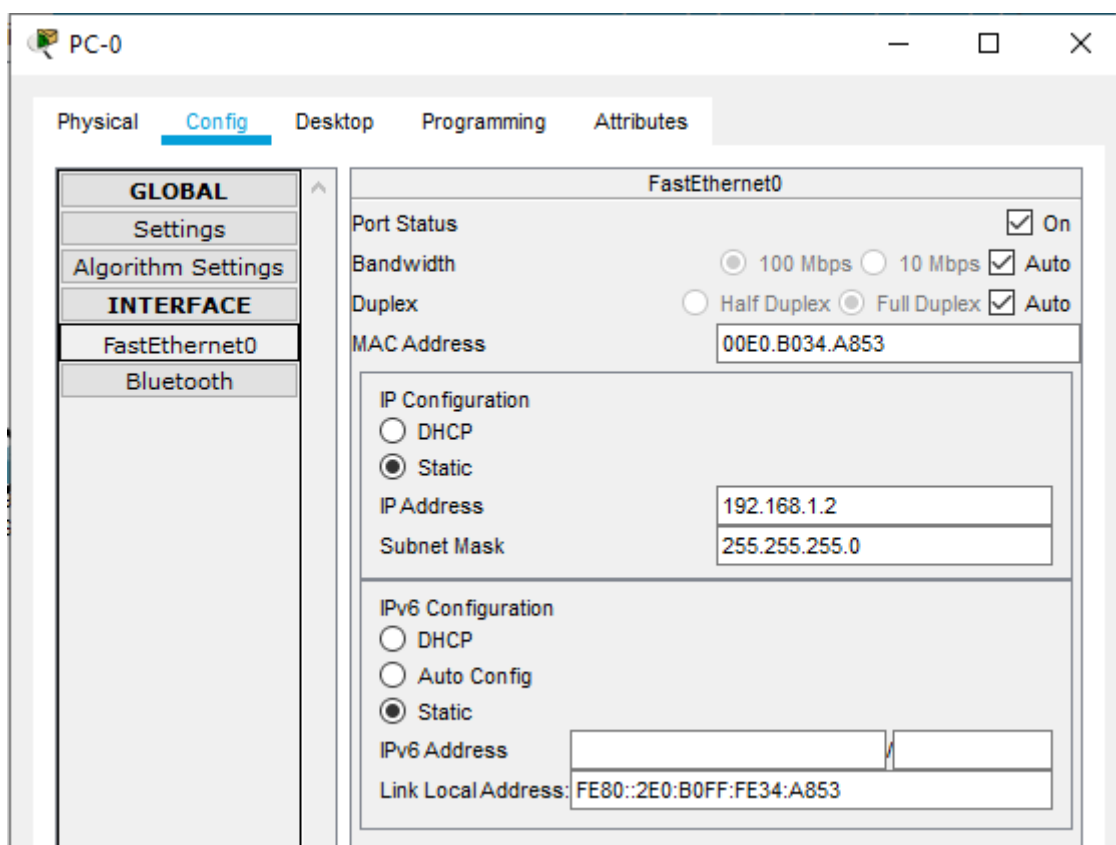 PC-0
Physical Config Desktop Programming Attributes
GLOBAL
Settings
Algorithm Settings
INTERFACE
FastEthernet0
Bluetooth
FastEthernet0
Port Status On
Bandwidth 100 Mbps 10 Mbps Auto
Duplex Half Duplex Full Duplex Auto
MAC Address 00E0.B034.A853
IP Configuration
DHCP
Static
IP Address 192.168.1.2
Subnet Mask 255.255.255.0
IPv6 Configuration
DHCP
Auto Config
Static
IPv6 Address /
Link Local Address: FE80::2E0:B0FF:FE34:A853